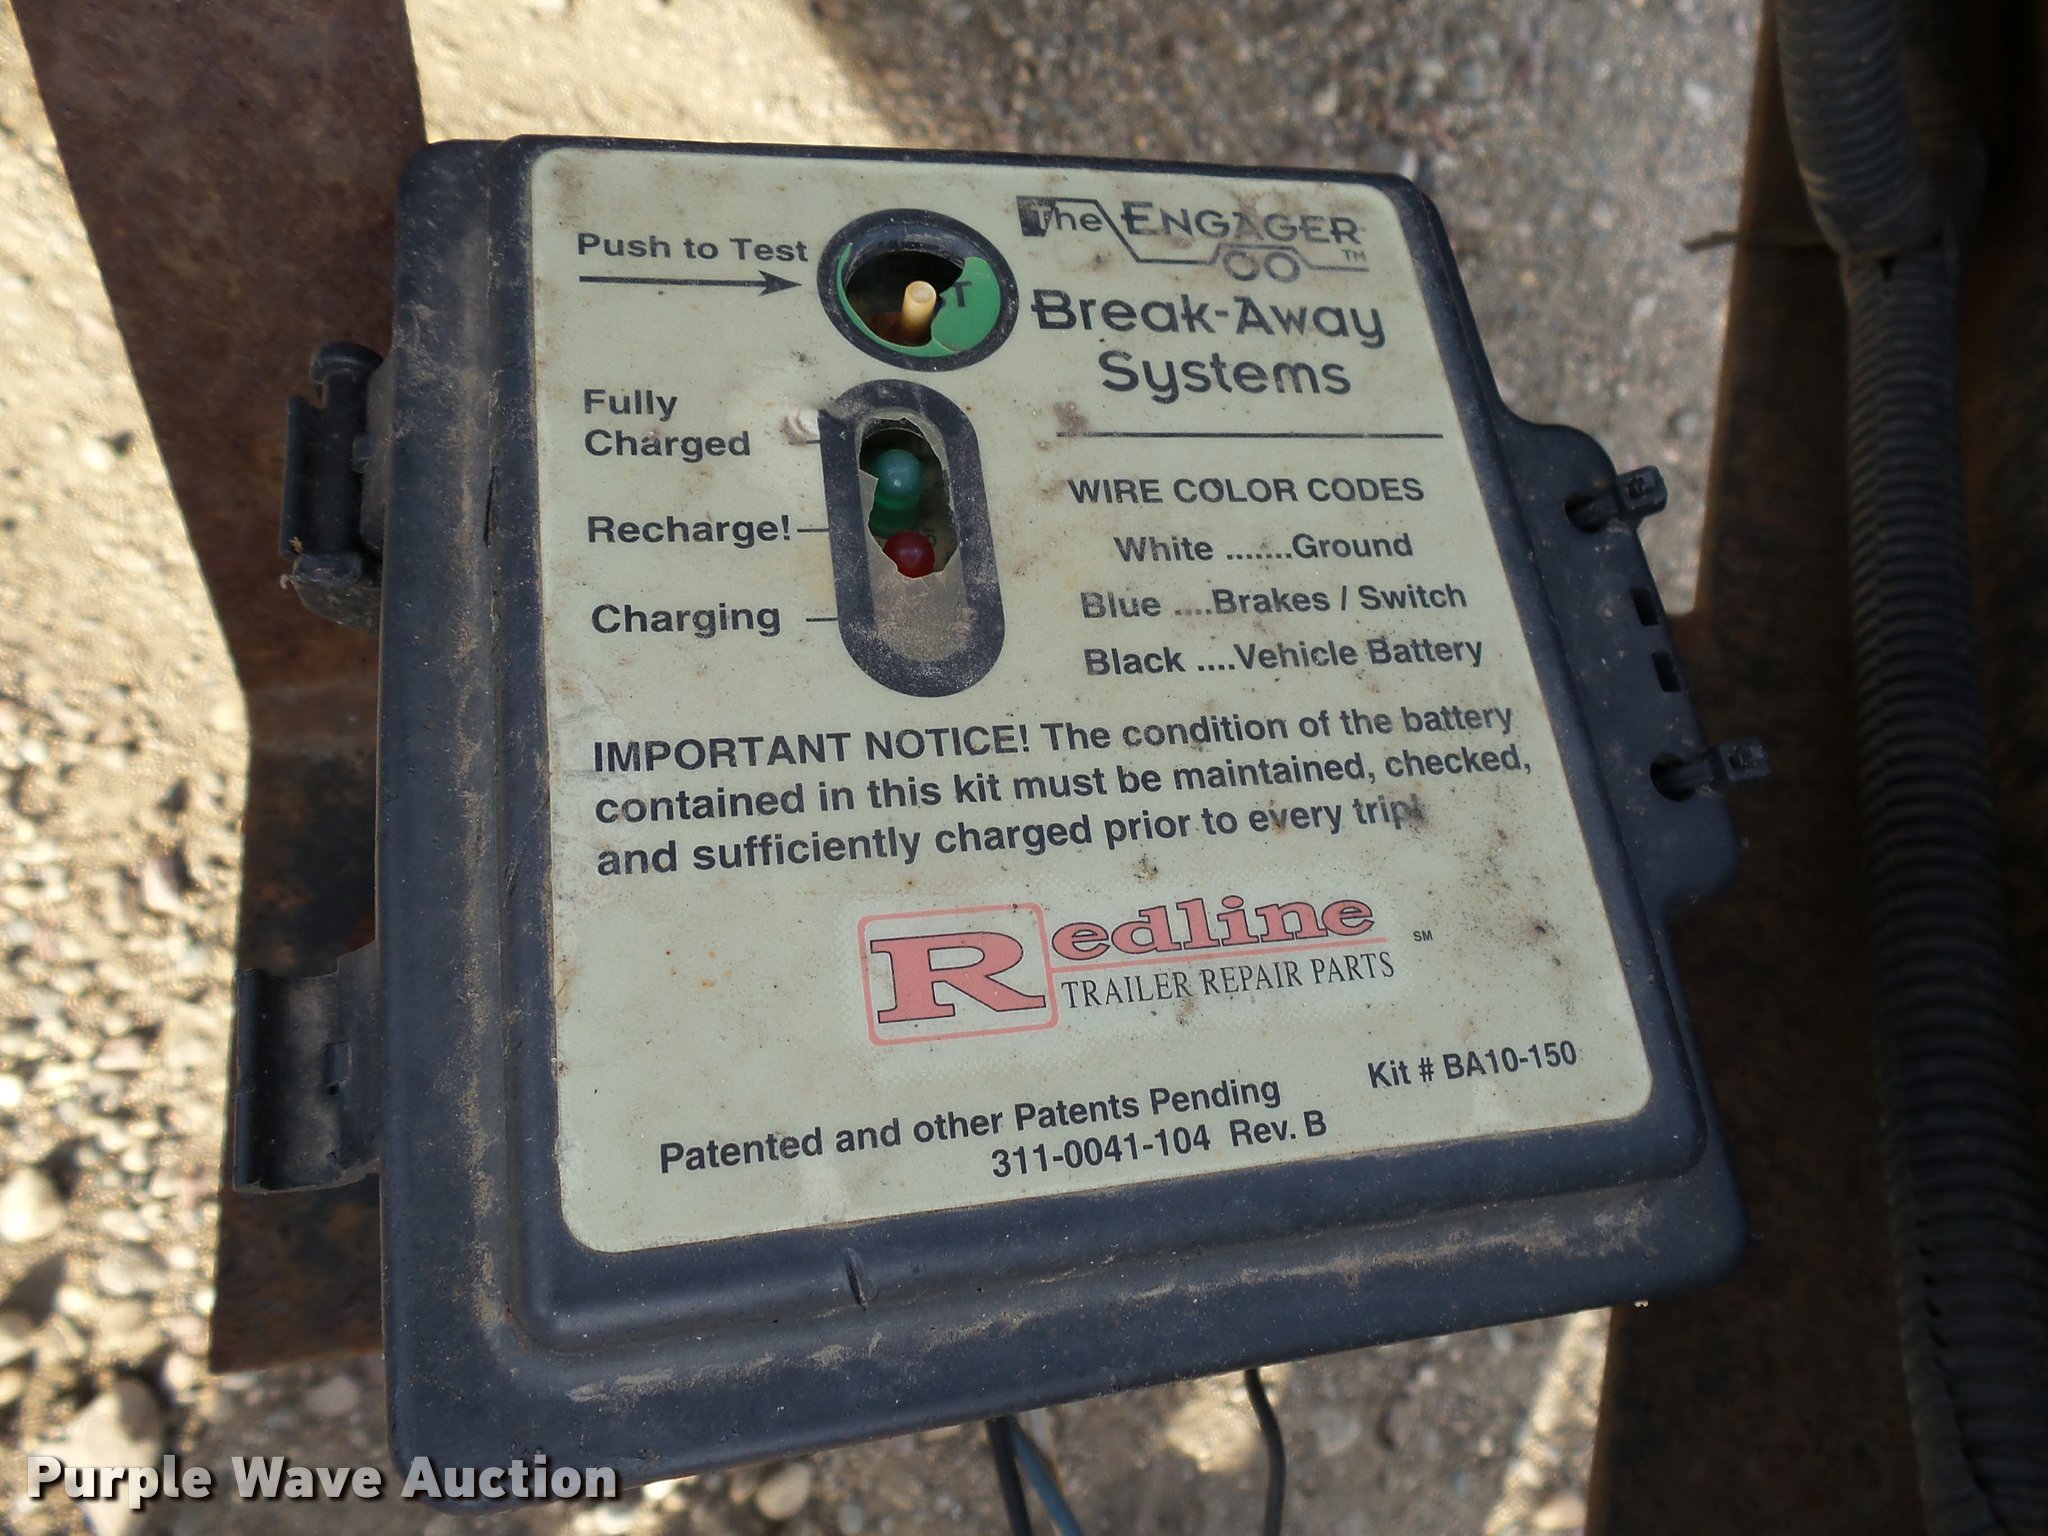 Push to Test
The ENGAGER TM
Break-Away
Systems
Fully
Charged
Recharge!
Charging
WIRE COLOR CODES
White .......Ground
Blue ....Brakes / Switch
Black ....Vehicle Battery
IMPORTANT NOTICE! The condition of the battery
contained in this kit must be maintained, checked,
and sufficiently charged prior to every trip!
Redline SM
TRAILER REPAIR PARTS
Kit # BA10-150
Patented and other Patents Pending
311-0041-104 Rev. B
Purple Wave Auction